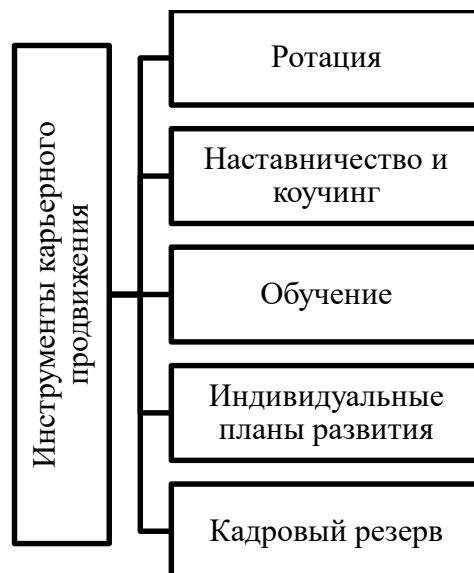 Инструменты карьерного
продвижения
Ротация
Наставничество и
коучинг
Обучение
Индивидуальные
планы развития
Кадровый резерв